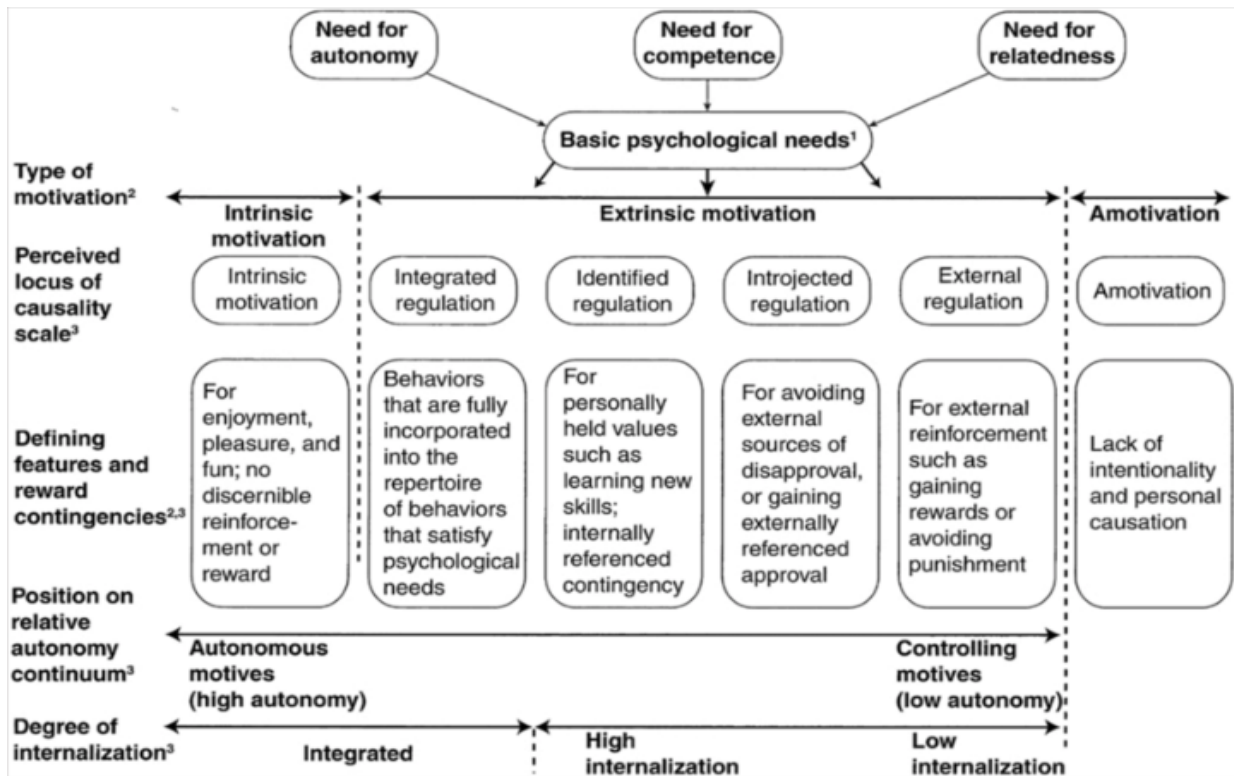 Need for
autonomy
Need for
competence
Need for
relatedness
Basic psychological needs¹
Type of
motivation²
Intrinsic
motivation
Extrinsic motivation
Amotivation
Perceived
locus of
causality
scale³
Intrinsic
motivation
Integrated
regulation
Identified
regulation
Introjected
regulation
External
regulation
Amotivation
Defining
features and
reward
contingencies²,³
For
enjoyment,
pleasure, and
fun; no
discernible
reinforce-
ment or
reward
Behaviors
that are fully
incorporated
into the
repertoire
of behaviors
that satisfy
psychological
needs
For
personally
held values
such as
learning new
skills;
internally
referenced
contingency
For avoiding
external
sources of
disapproval,
or gaining
externally
referenced
approval
For external
reinforcement
such as
gaining
rewards or
avoiding
punishment
Lack of
intentionality
and personal
causation
Position on
relative
autonomy
continuum³
Autonomous
motives
(high autonomy)
Controlling
motives
(low autonomy)
Degree of
internalization³
Integrated
High
internalization
Low
internalization